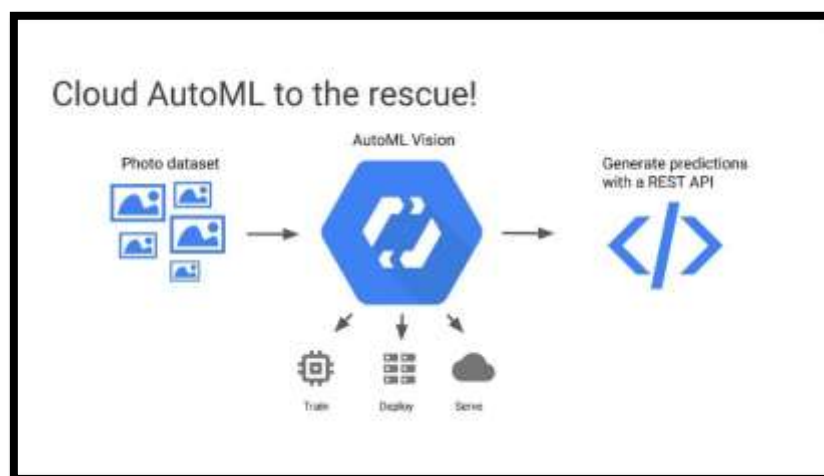 Cloud AutoML to the rescue!
AutoML Vision
Photo dataset
Generate predictions
with a REST API
Train
Deploy
Serve